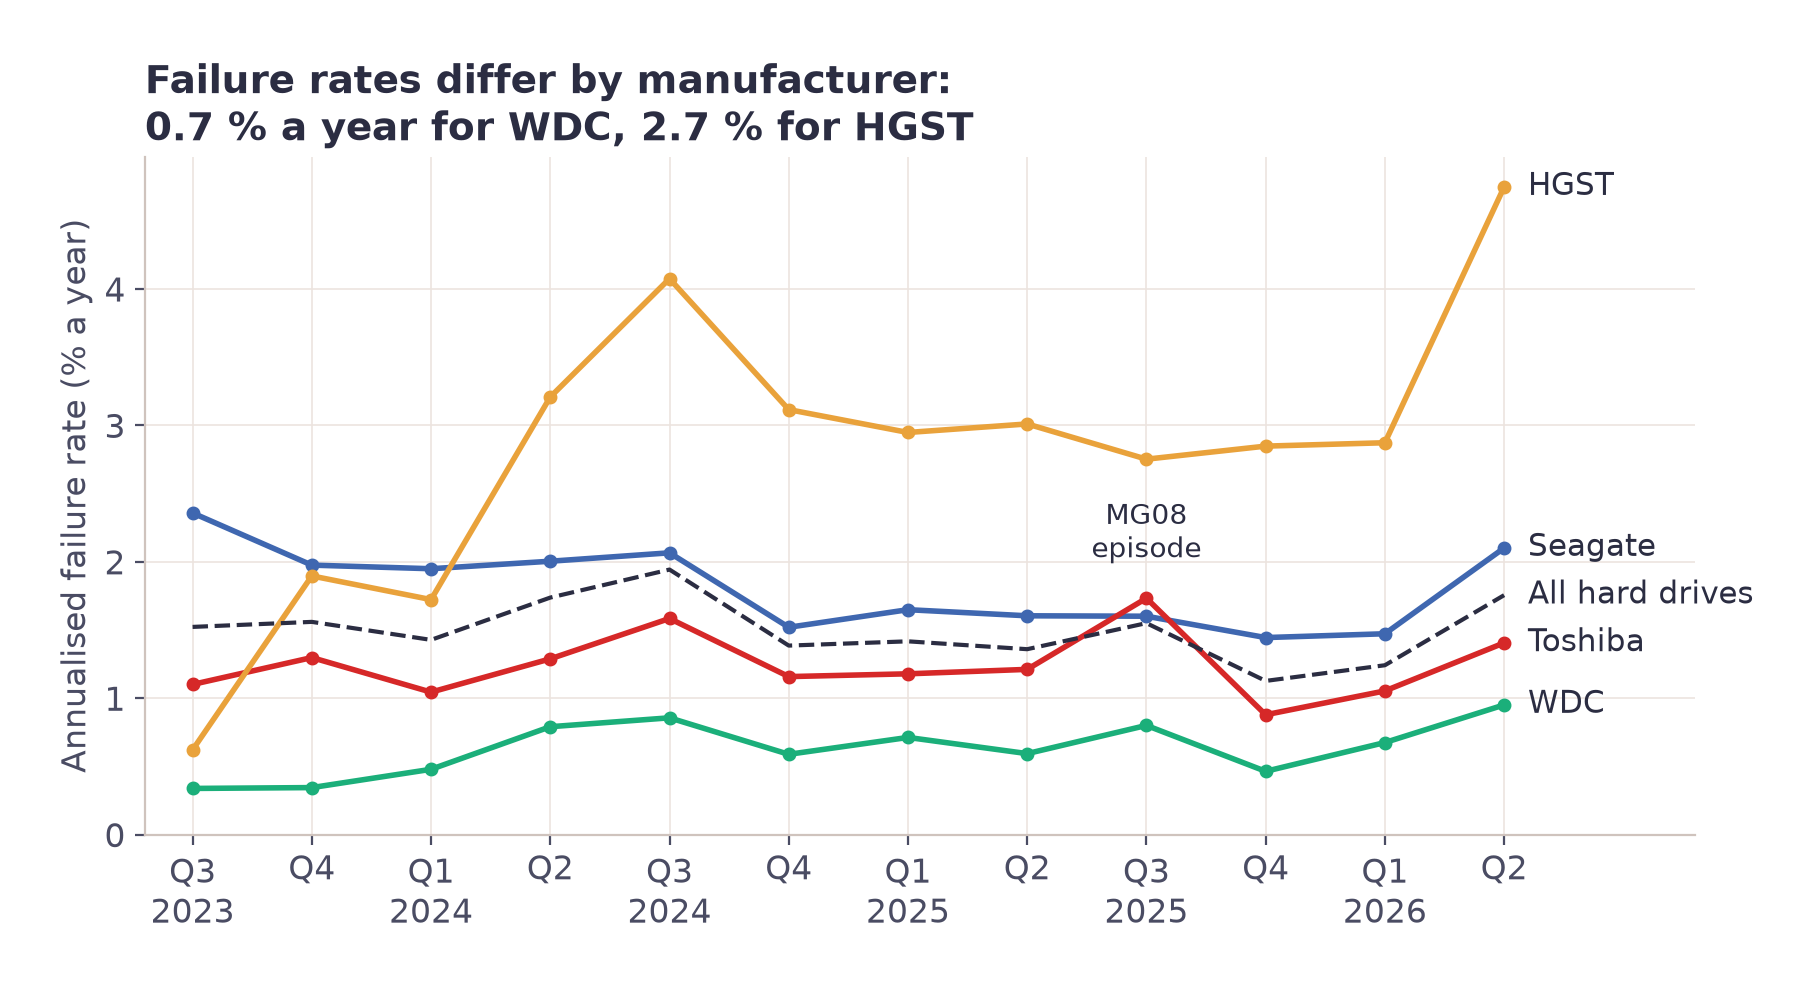 Failure rates differ by manufacturer:
0.7 % a year for WDC, 2.7 % for HGST
Annualised failure rate (% a year)
4
3
2
1
0
HGST
MG08
episode
Seagate
All hard drives
Toshiba
WDC
Q3 Q4 Q1 Q2 Q3 Q4 Q1 Q2 Q3 Q4 Q1 Q2
2023 2024 2024 2025 2025 2026